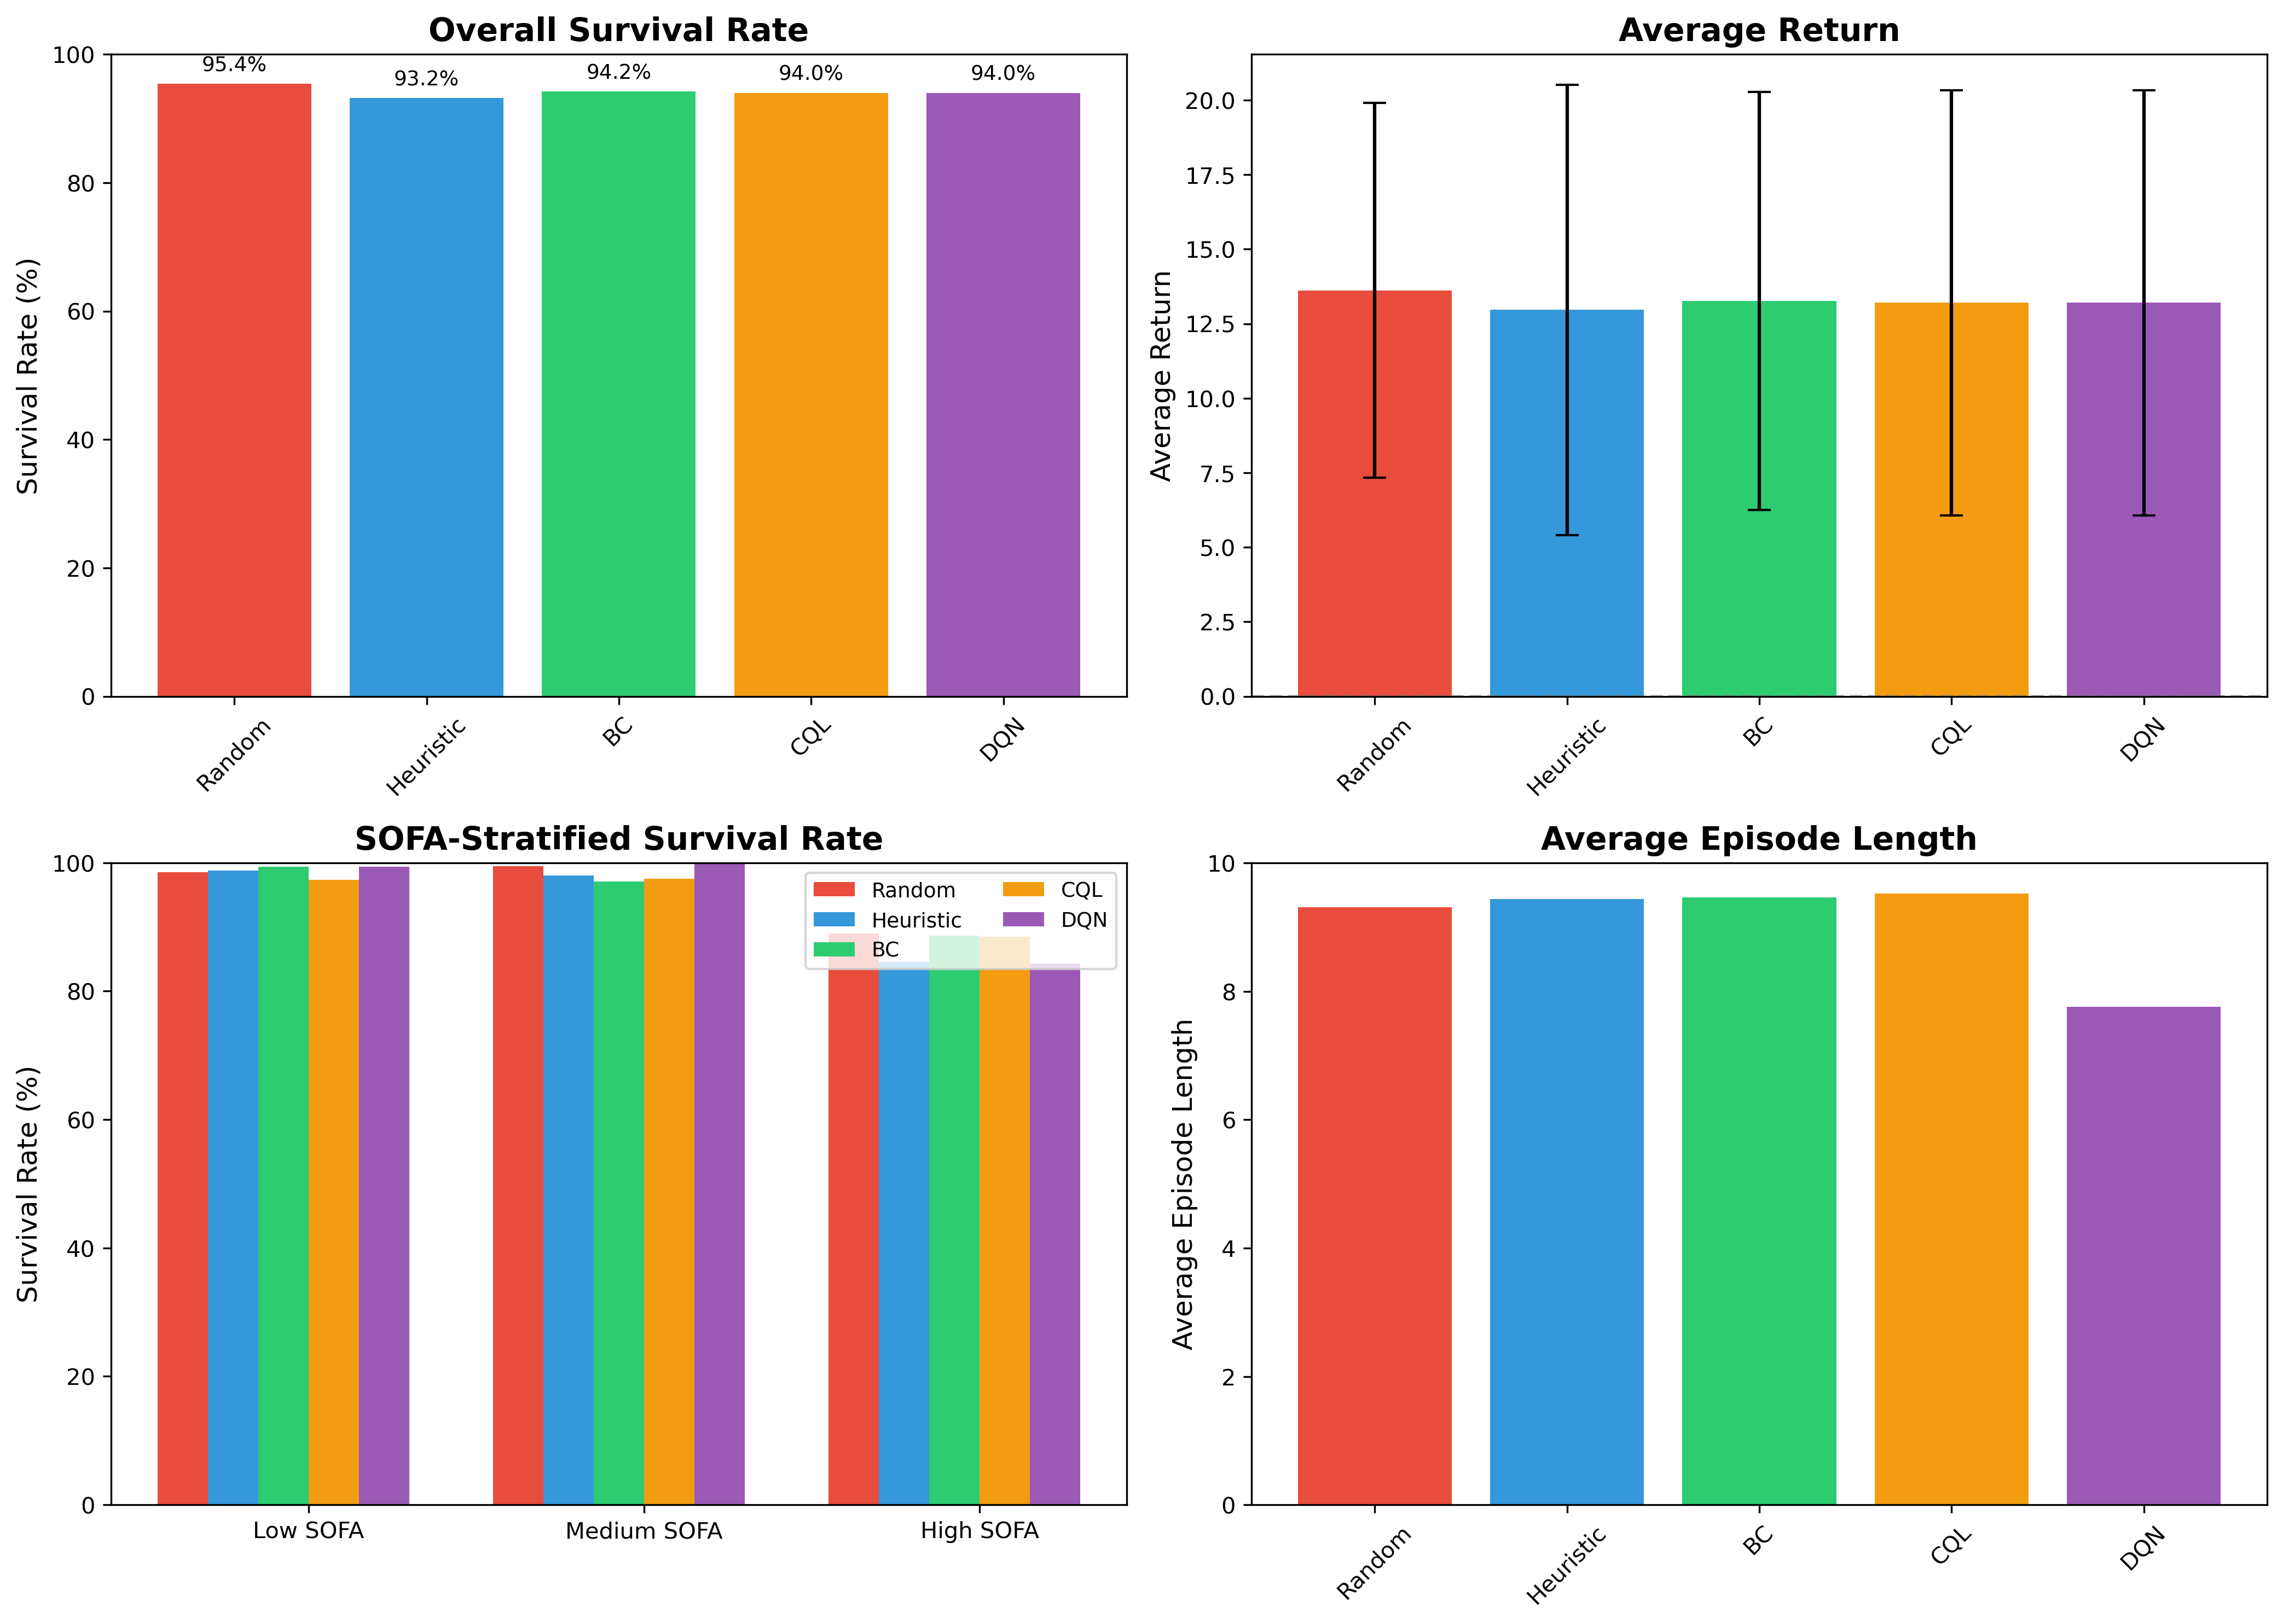 Overall Survival Rate
Survival Rate (%)
100
80
60
40
20
0
95.4%
93.2%
94.2%
94.0%
94.0%
Random
Heuristic
BC
CQL
DQN
Average Return
Average Return
20.0
17.5
15.0
12.5
10.0
7.5
5.0
2.5
0.0
Random
Heuristic
BC
CQL
DQN
SOFA-Stratified Survival Rate
Survival Rate (%)
100
80
60
40
20
0
Random
Heuristic
BC
CQL
DQN
Low SOFA
Medium SOFA
High SOFA
Average Episode Length
Average Episode Length
10
8
6
4
2
0
Random
Heuristic
BC
CQL
DQN